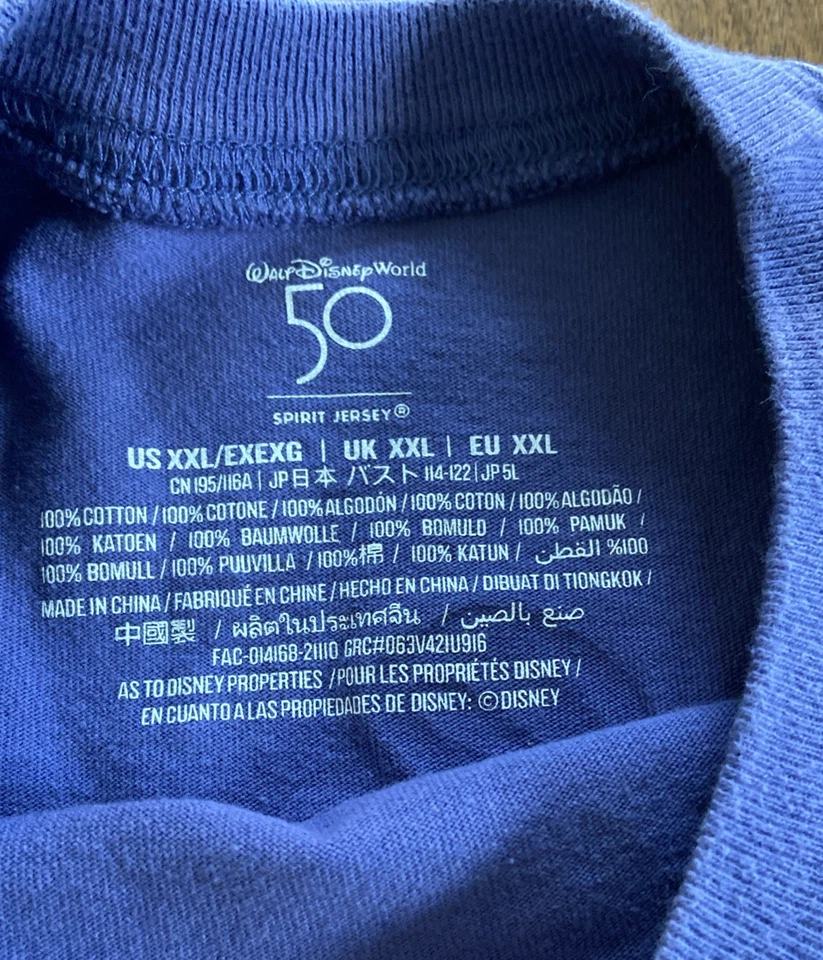 Walt Disney World
50
SPIRIT JERSEY®
US XXL/EXEXG | UK XXL | EU XXL
CN 195/116A | JP日本 バスト 114-122 | JP 5L
100% COTTON / 100% COTONE / 100% ALGODÓN / 100% COTON / 100% ALGODÃO /
100% KATOEN / 100% BAUMWOLLE / 100% BOMULD / 100% PAMUK /
100% BOMULL / 100% PUUVILLA / 100%棉 / 100% KATUN / %100 القطن
MADE IN CHINA / FABRIQUÉ EN CHINE / HECHO EN CHINA / DIBUAT DI TIONGKOK /
中國製 / ผลิตในประเทศจีน / صنع بالصين
FAC-014168-21110 GRC#063V421U916
AS TO DISNEY PROPERTIES / POUR LES PROPRIÉTÉS DISNEY /
EN CUANTO A LAS PROPIEDADES DE DISNEY: ©DISNEY